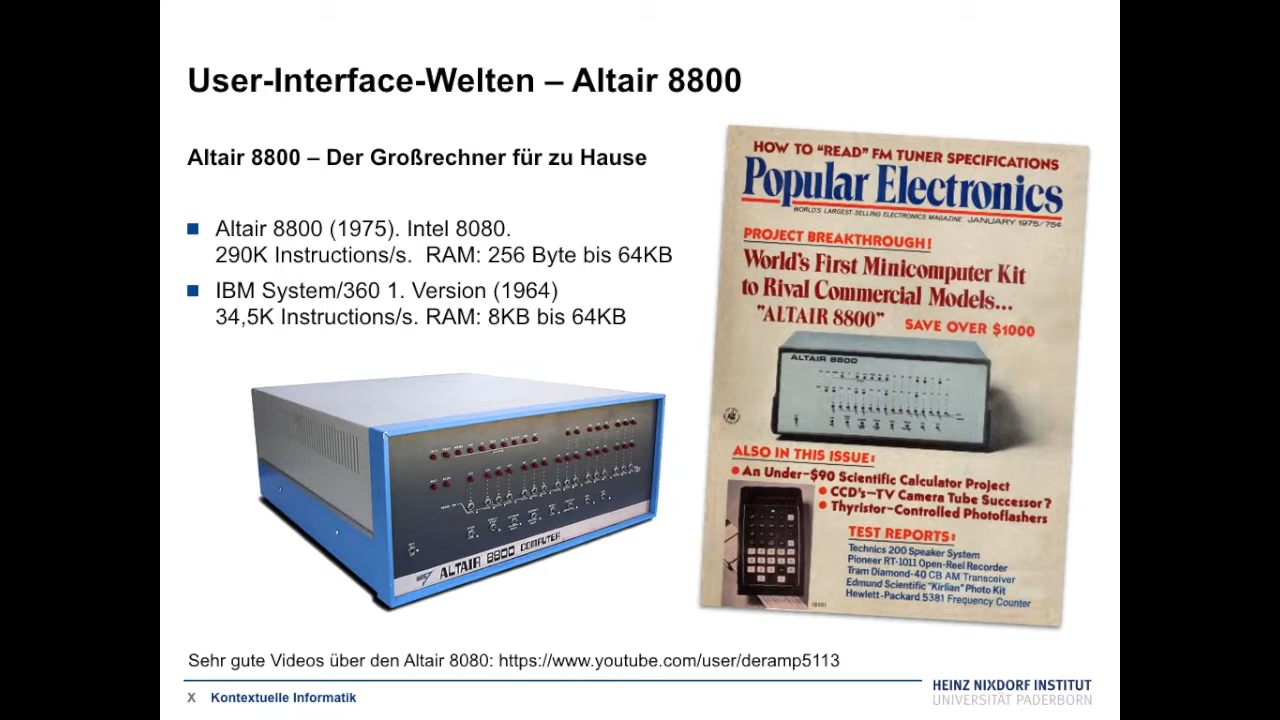 User-Interface-Welten – Altair 8800
Altair 8800 – Der Großrechner für zu Hause
Altair 8800 (1975). Intel 8080.
290K Instructions/s. RAM: 256 Byte bis 64KB
IBM System/360 1. Version (1964)
34,5K Instructions/s. RAM: 8KB bis 64KB
ALTAIR 8800 COMPUTER
HOW TO "READ" FM TUNER SPECIFICATIONS
Popular Electronics
WORLD'S LARGEST-SELLING ELECTRONICS MAGAZINE JANUARY 1975/75¢
PROJECT BREAKTHROUGH!
World's First Minicomputer Kit
to Rival Commercial Models...
"ALTAIR 8800" SAVE OVER $1000
ALTAIR 8800
ALSO IN THIS ISSUE:
An Under-$90 Scientific Calculator Project
CCD's-TV Camera Tube Successor?
Thyristor-Controlled Photoflashers
TEST REPORTS:
Technics 200 Speaker System
Pioneer RT-1011 Open-Reel Recorder
Tram Diamond-40 CB AM Transceiver
Edmund Scientific "Kirlian" Photo Kit
Hewlett-Packard 5381 Frequency Counter
Sehr gute Videos über den Altair 8080: https://www.youtube.com/user/deramp5113
X Kontextuelle Informatik
HEINZ NIXDORF INSTITUT
UNIVERSITÄT PADERBORN